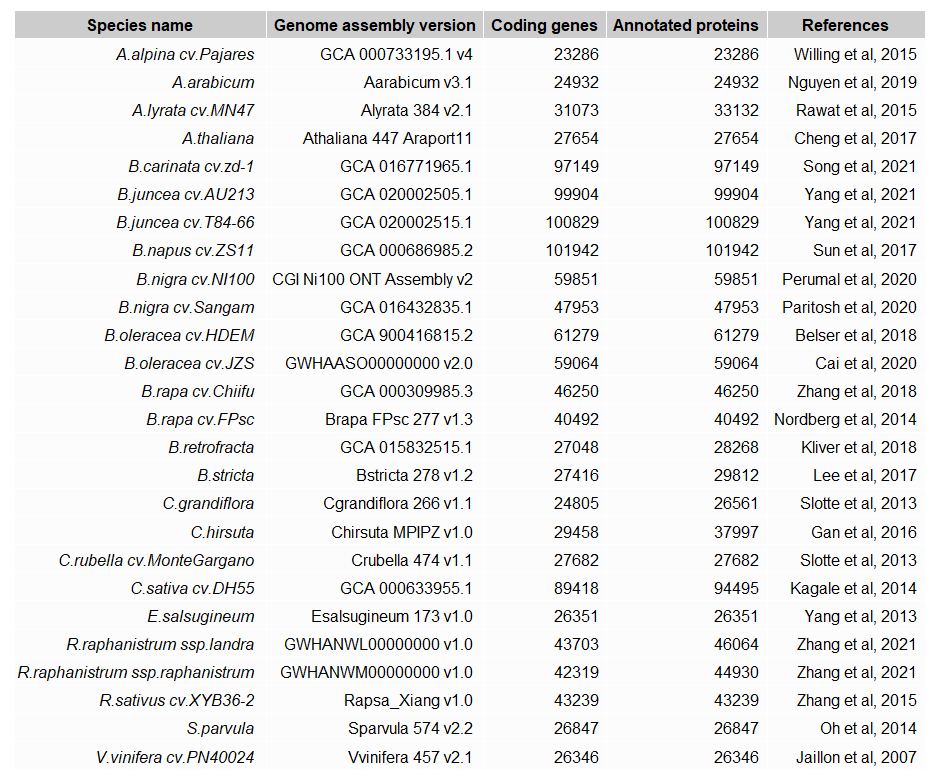 Species name Genome assembly version Coding genes Annotated proteins References
A.alpina cv.Pajares GCA 000733195.1 v4 23286 23286 Willing et al, 2015
A.arabicum Aarabicum v3.1 24932 24932 Nguyen et al, 2019
A.lyrata cv.MN47 Alyrata 384 v2.1 31073 33132 Rawat et al, 2015
A.thaliana Athaliana 447 Araport11 27654 27654 Cheng et al, 2017
B.carinata cv.zd-1 GCA 016771965.1 97149 97149 Song et al, 2021
B.juncea cv.AU213 GCA 020002505.1 99904 99904 Yang et al, 2021
B.juncea cv.T84-66 GCA 020002515.1 100829 100829 Yang et al, 2021
B.napus cv.ZS11 GCA 000686985.2 101942 101942 Sun et al, 2017
B.nigra cv.NI100 CGI Ni100 ONT Assembly v2 59851 59851 Perumal et al, 2020
B.nigra cv.Sangam GCA 016432835.1 47953 47953 Paritosh et al, 2020
B.oleracea cv.HDEM GCA 900416815.2 61279 61279 Belser et al, 2018
B.oleracea cv.JZS GWHAASO00000000 v2.0 59064 59064 Cai et al, 2020
B.rapa cv.Chiifu GCA 000309985.3 46250 46250 Zhang et al, 2018
B.rapa cv.FPsc Brapa FPsc 277 v1.3 40492 40492 Nordberg et al, 2014
B.retrofracta GCA 015832515.1 27048 28268 Kliver et al, 2018
B.stricta Bstricta 278 v1.2 27416 29812 Lee et al, 2017
C.grandiflora Cgrandiflora 266 v1.1 24805 26561 Slotte et al, 2013
C.hirsuta Chirsuta MPIPZ v1.0 29458 37997 Gan et al, 2016
C.rubella cv.MonteGargano Crubella 474 v1.1 27682 27682 Slotte et al, 2013
C.sativa cv.DH55 GCA 000633955.1 89418 94495 Kagale et al, 2014
E.salsugineum Esalsugineum 173 v1.0 26351 26351 Yang et al, 2013
R.raphanistrum ssp.landra GWHANWL00000000 v1.0 43703 46064 Zhang et al, 2021
R.raphanistrum ssp.raphanistrum GWHANWM00000000 v1.0 42319 44930 Zhang et al, 2021
R.sativus cv.XYB36-2 Rapsa_Xiang v1.0 43239 43239 Zhang et al, 2015
S.parvula Sparvula 574 v2.2 26847 26847 Oh et al, 2014
V.vinifera cv.PN40024 Vvinifera 457 v2.1 26346 26346 Jaillon et al, 2007